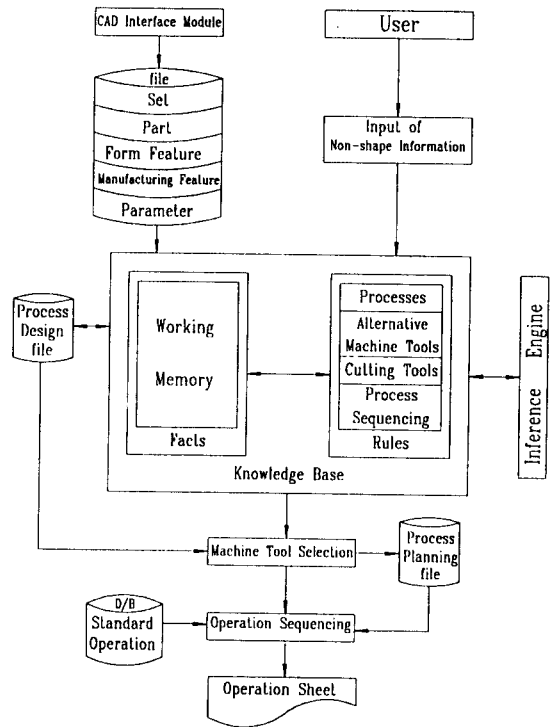 CAD Interface Module
User
file
Set
Part
Form Feature
Manufacturing Feature
Parameter
Input of
Non-shape Information
Process
Design
file
Working
Memory
Facts
Processes
Alternative
Machine Tools
Cutting Tools
Process
Sequencing
Rules
Knowledge Base
Inference Engine
Machine Tool Selection
Process
Planning
file
D/B
Standard
Operation
Operation Sequencing
Operation Sheet